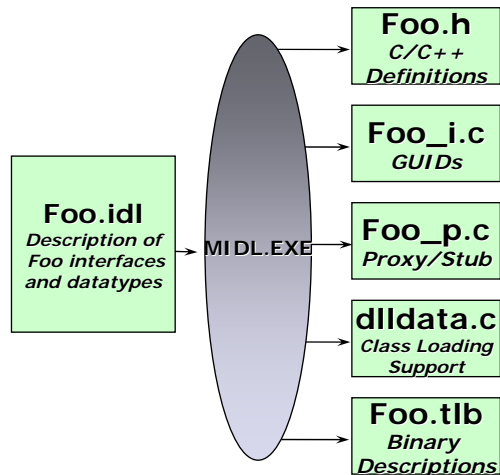 Foo.idl
Description of
Foo interfaces
and datatypes
MIDL.EXE
Foo.h
C/C++
Definitions
Foo_i.c
GUIDs
Foo_p.c
Proxy/Stub
dlldata.c
Class Loading
Support
Foo.tlb
Binary
Descriptions